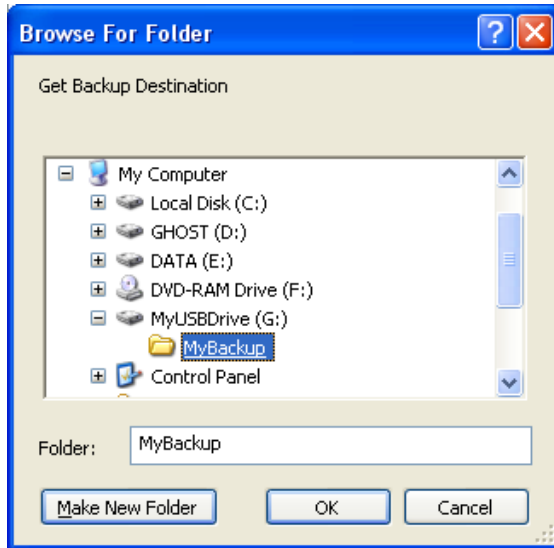 Browse For Folder
Get Backup Destination
My Computer
Local Disk (C:)
GHOST (D:)
DATA (E:)
DVD-RAM Drive (F:)
MyUSBDrive (G:)
MyBackup
Control Panel
Folder: MyBackup
Make New Folder OK Cancel